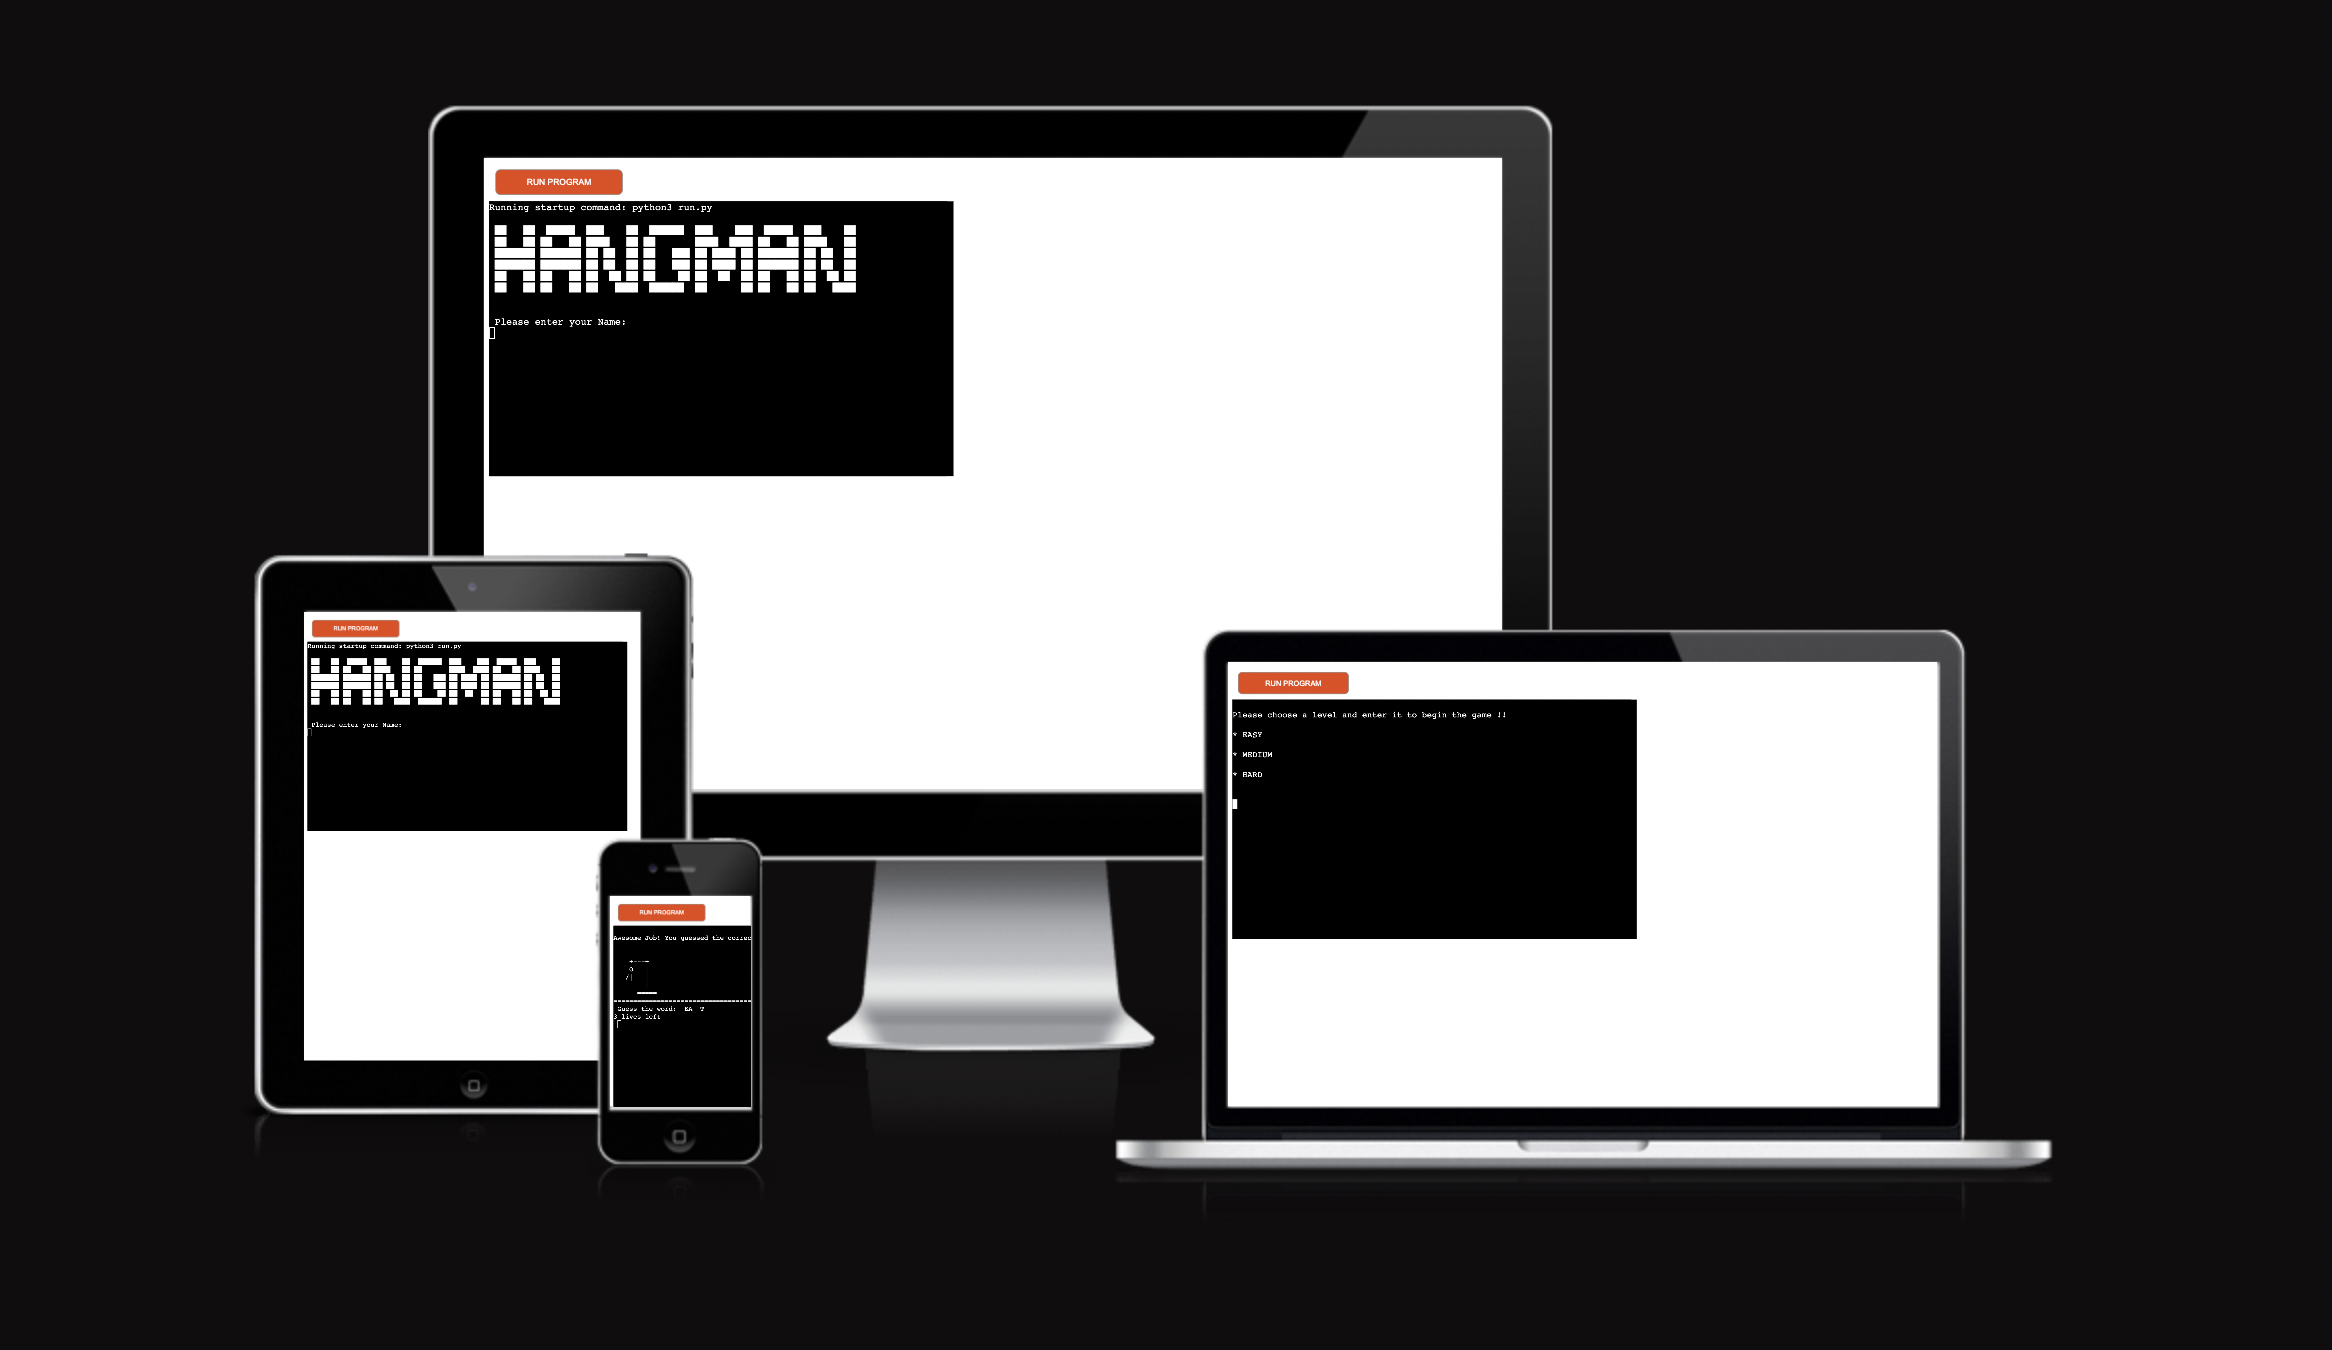 RUN PROGRAM
Running startup command: python3 run.py
HANGMAN
Please enter your Name:
RUN PROGRAM
Running startup command: python3 run.py
HANGMAN
Please enter your Name:
RUN PROGRAM
Awesome Job! You guessed the correc
Guess the word: EA T
3 lives left
RUN PROGRAM
Please choose a level and enter it to begin the game !!
* EASY
* MEDIUM
* HARD